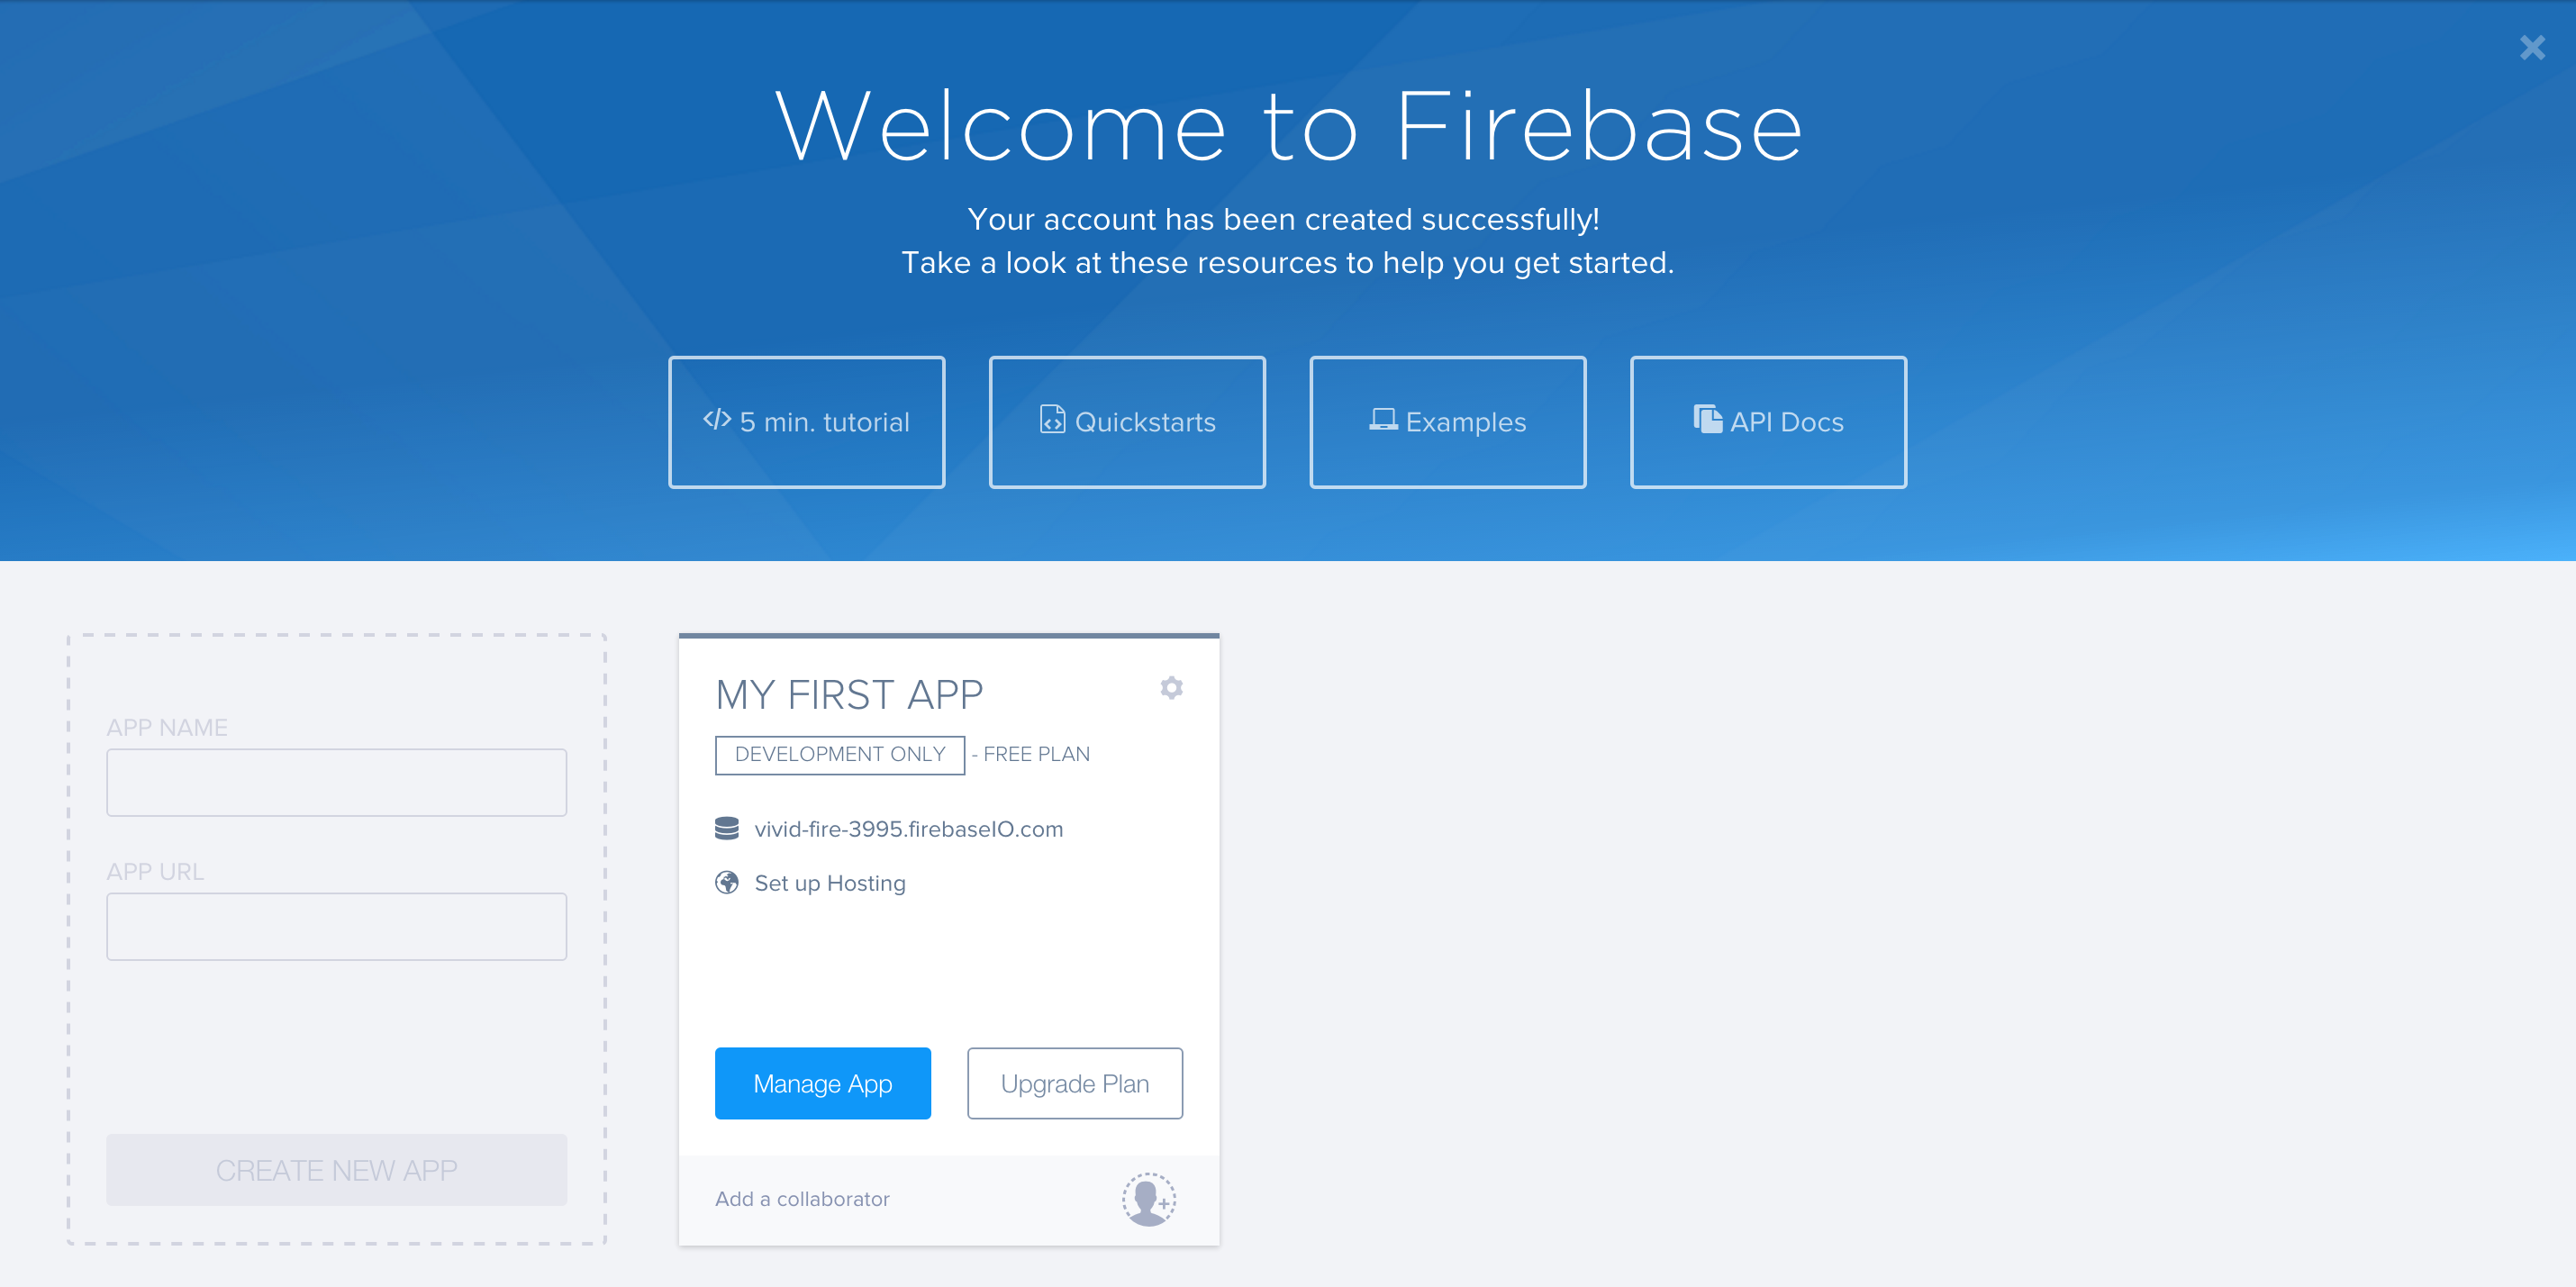 Welcome to Firebase
Your account has been created successfully!
Take a look at these resources to help you get started.
5 min. tutorial
Quickstarts
Examples
API Docs
APP NAME
APP URL
CREATE NEW APP
MY FIRST APP
DEVELOPMENT ONLY - FREE PLAN
vivid-fire-3995.firebaseIO.com
Set up Hosting
Manage App
Upgrade Plan
Add a collaborator